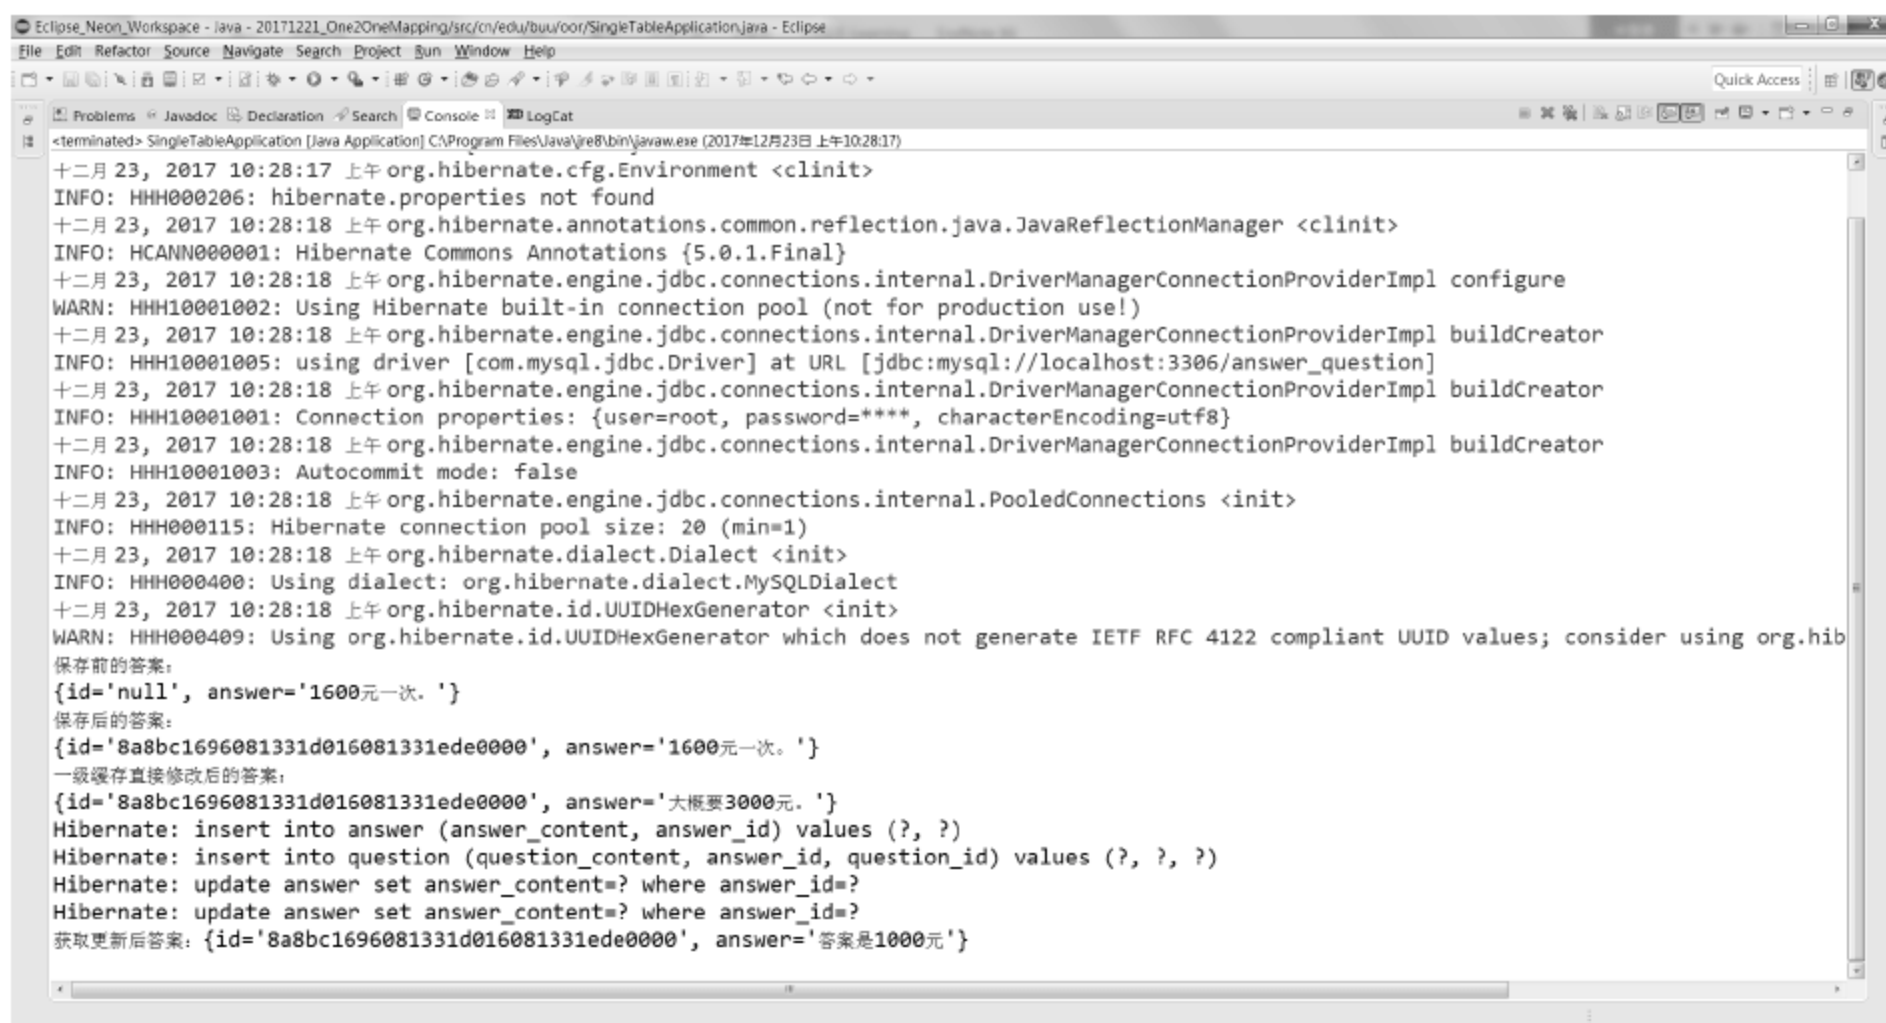 Eclipse_Neon_Workspace - Java - 20171221_One2OneMapping/src/cn/edu/buu/oor/SingleTableApplication.java - Eclipse
File Edit Refactor Source Navigate Search Project Run Window Help
Quick Access
Problems Javadoc Declaration Search Console LogCat
<terminated> SingleTableApplication [Java Application] C:\Program Files\Java\jre8\bin\javaw.exe (2017年12月23日 上午10:28:17)
十二月 23, 2017 10:28:17 上午 org.hibernate.cfg.Environment <clinit>
INFO: HHH000206: hibernate.properties not found
十二月 23, 2017 10:28:18 上午 org.hibernate.annotations.common.reflection.java.JavaReflectionManager <clinit>
INFO: HCANN000001: Hibernate Commons Annotations {5.0.1.Final}
十二月 23, 2017 10:28:18 上午 org.hibernate.engine.jdbc.connections.internal.DriverManagerConnectionProviderImpl configure
WARN: HHH10001002: Using Hibernate built-in connection pool (not for production use!)
十二月 23, 2017 10:28:18 上午 org.hibernate.engine.jdbc.connections.internal.DriverManagerConnectionProviderImpl buildCreator
INFO: HHH10001005: using driver [com.mysql.jdbc.Driver] at URL [jdbc:mysql://localhost:3306/answer_question]
十二月 23, 2017 10:28:18 上午 org.hibernate.engine.jdbc.connections.internal.DriverManagerConnectionProviderImpl buildCreator
INFO: HHH10001001: Connection properties: {user=root, password=****, characterEncoding=utf8}
十二月 23, 2017 10:28:18 上午 org.hibernate.engine.jdbc.connections.internal.DriverManagerConnectionProviderImpl buildCreator
INFO: HHH10001003: Autocommit mode: false
十二月 23, 2017 10:28:18 上午 org.hibernate.engine.jdbc.connections.internal.PooledConnections <init>
INFO: HHH000115: Hibernate connection pool size: 20 (min=1)
十二月 23, 2017 10:28:18 上午 org.hibernate.dialect.Dialect <init>
INFO: HHH000400: Using dialect: org.hibernate.dialect.MySQLDialect
十二月 23, 2017 10:28:18 上午 org.hibernate.id.UUIDHexGenerator <init>
WARN: HHH000409: Using org.hibernate.id.UUIDHexGenerator which does not generate IETF RFC 4122 compliant UUID values; consider using org.hib
保存前的答案：
{id='null', answer='1600元一次。'}
保存后的答案：
{id='8a8bc1696081331d016081331ede0000', answer='1600元一次。'}
一级缓存直接修改后的答案：
{id='8a8bc1696081331d016081331ede0000', answer='大概要3000元。'}
Hibernate: insert into answer (answer_content, answer_id) values (?, ?)
Hibernate: insert into question (question_content, answer_id, question_id) values (?, ?, ?)
Hibernate: update answer set answer_content=? where answer_id=?
Hibernate: update answer set answer_content=? where answer_id=?
获取更新后答案：{id='8a8bc1696081331d016081331ede0000', answer='答案是1000元'}